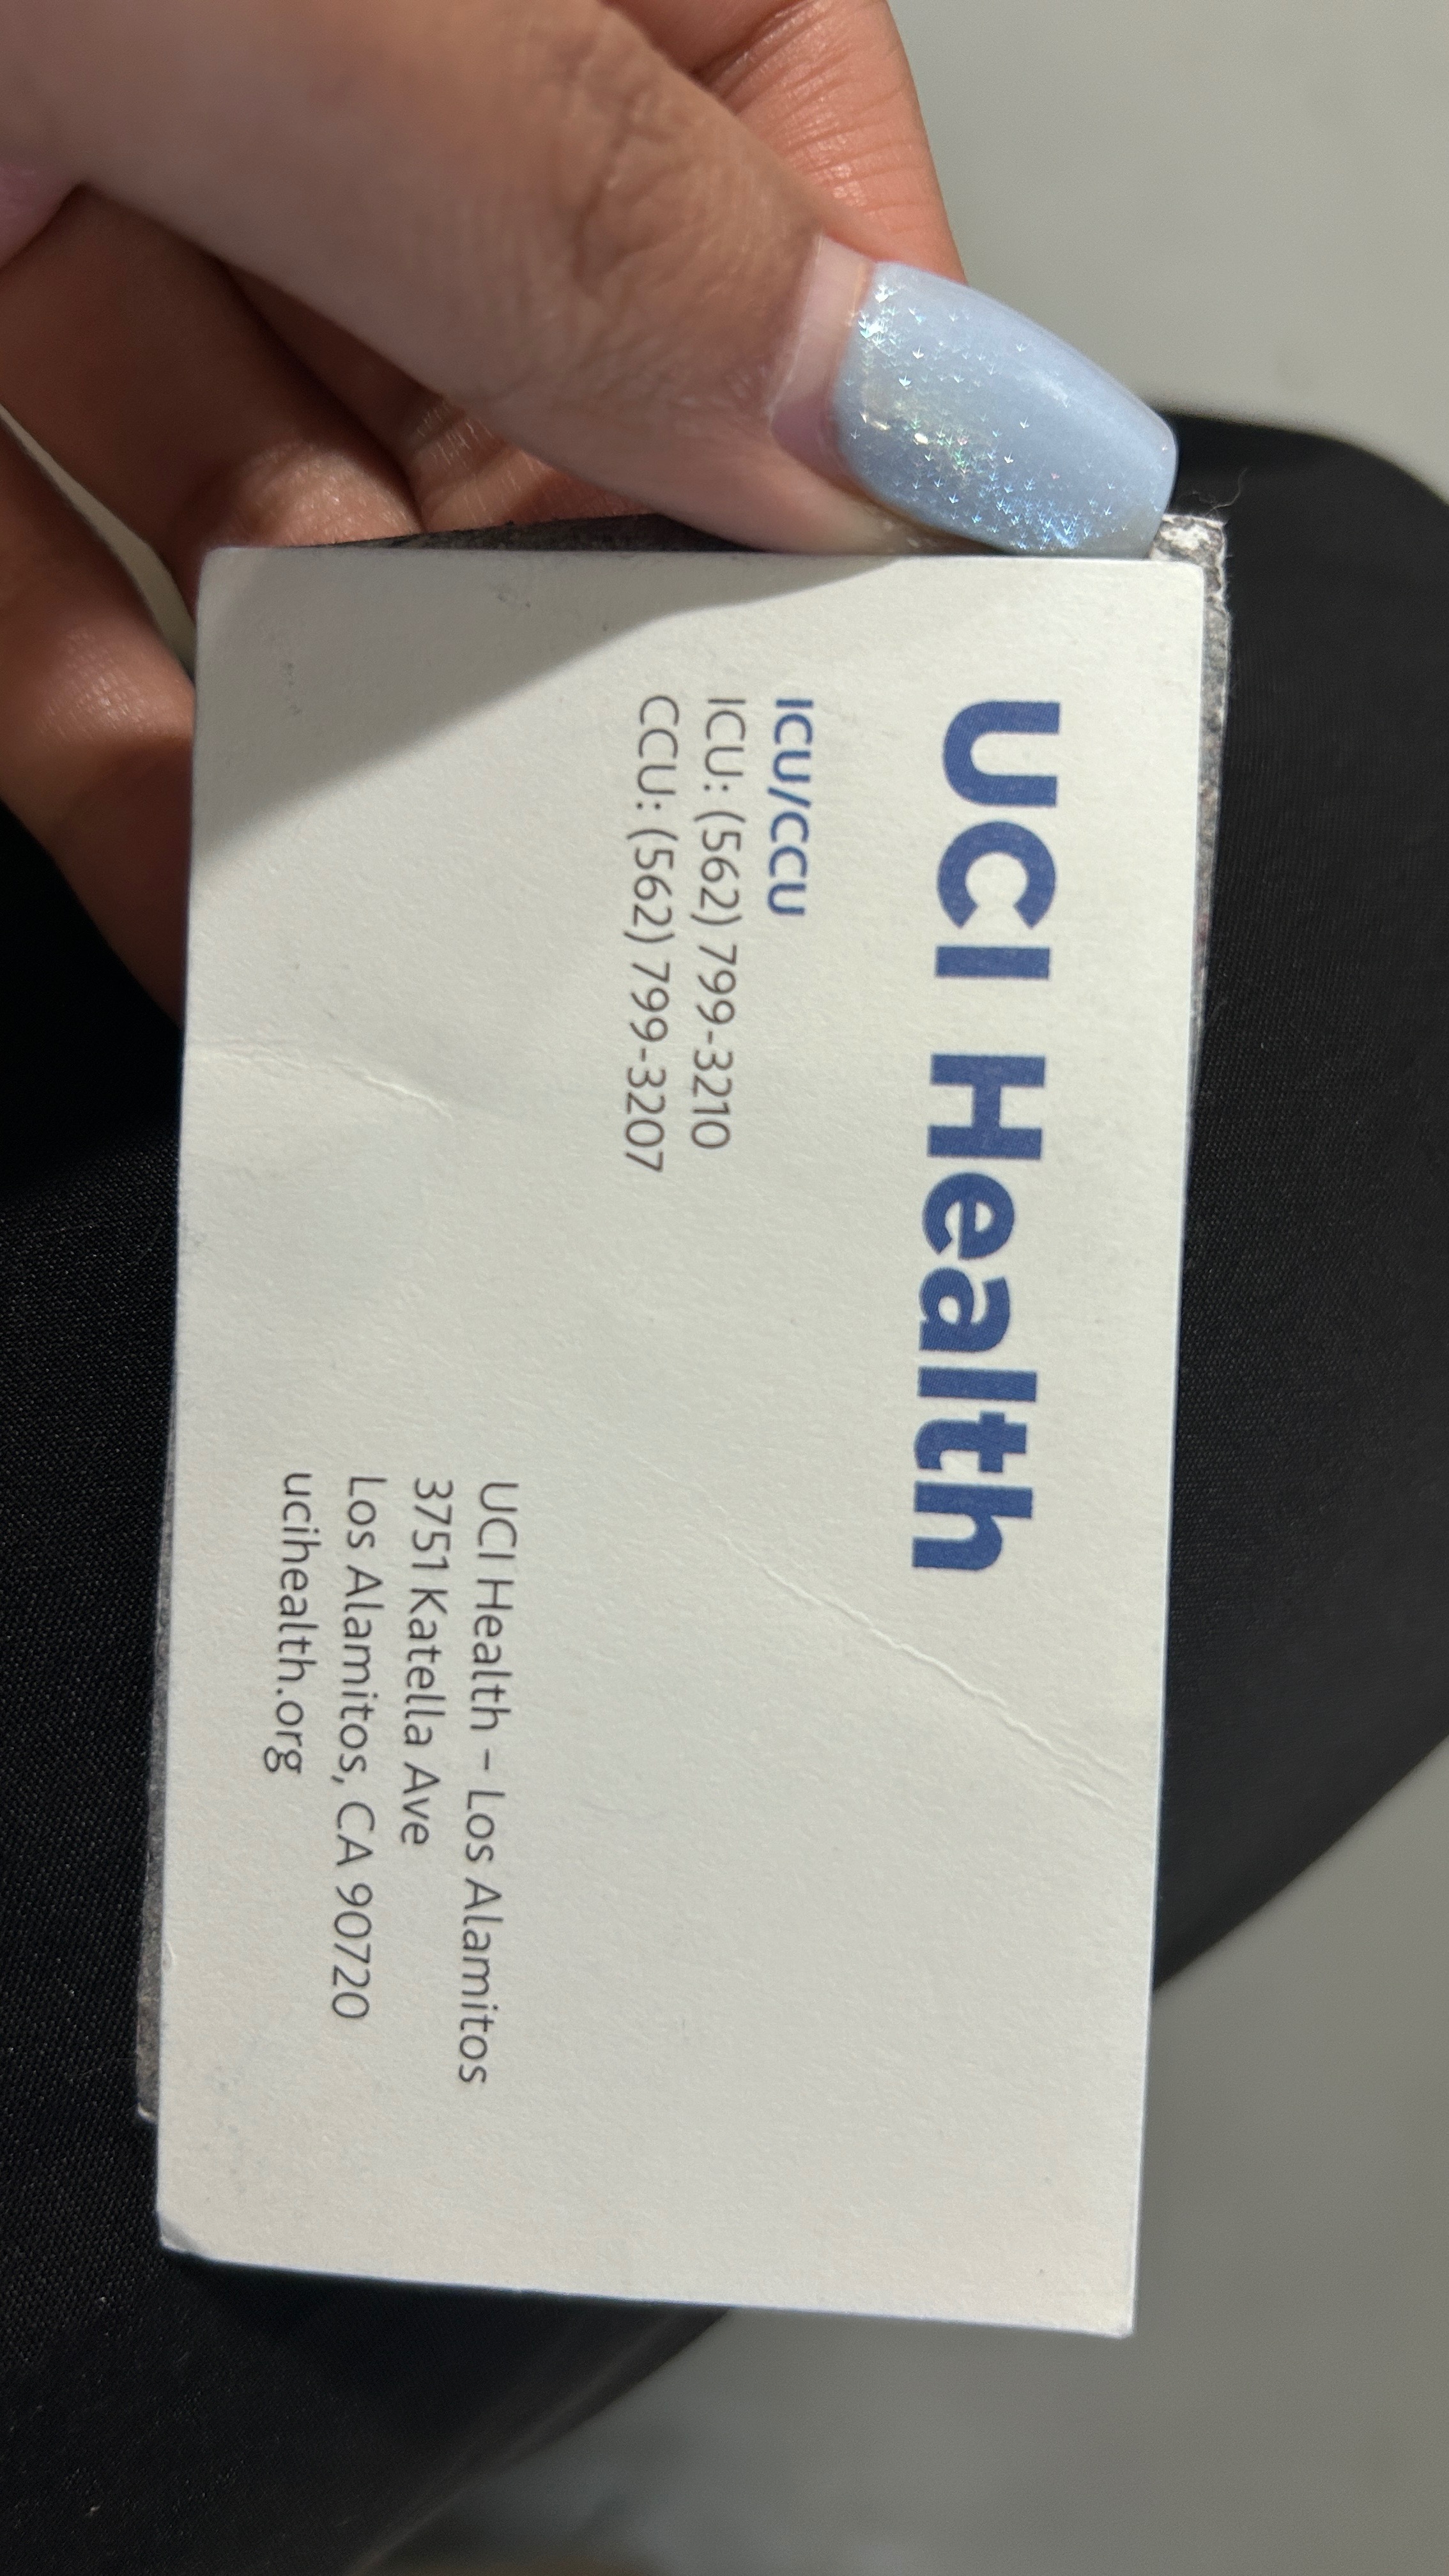 UCI Health
ICU/CCU
ICU: (562) 799-3210
CCU: (562) 799-3207
UCI Health – Los Alamitos
3751 Katella Ave
Los Alamitos, CA 90720
ucihealth.org